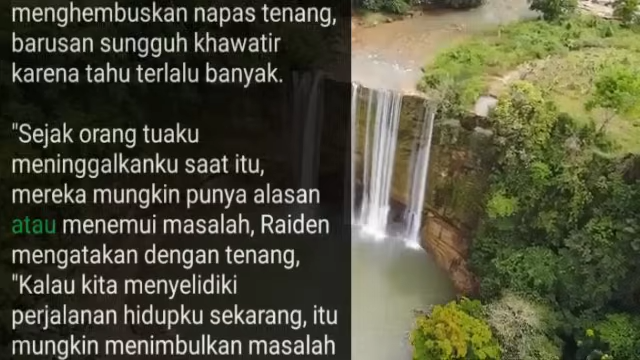 menghembuskan napas tenang,
barusan sungguh khawatir
karena tahu terlalu banyak.
"Sejak orang tuaku
meninggalkanku saat itu,
mereka mungkin punya alasan
atau menemui masalah, Raiden
mengatakan dengan tenang,
"Kalau kita menyelidiki
perjalanan hidupku sekarang, itu
mungkin menimbulkan masalah